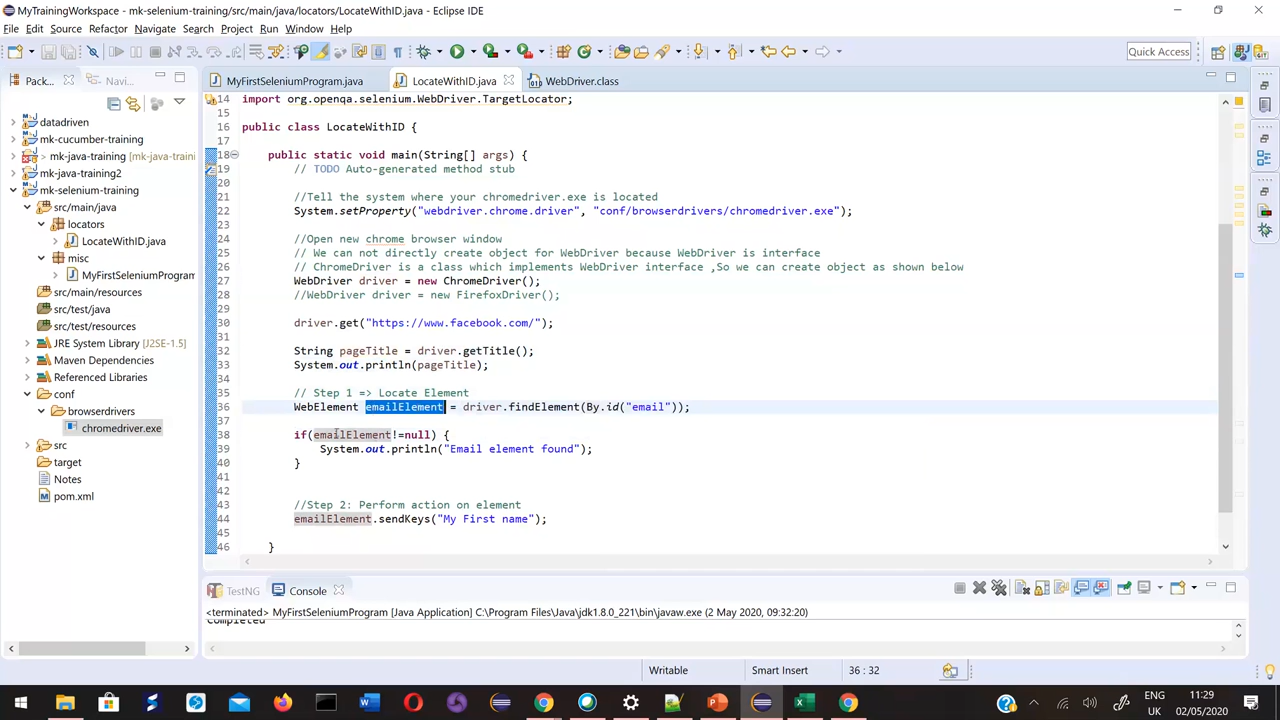 MyTrainingWorkspace - mk-selenium-training/src/main/java/locators/LocateWithID.java - Eclipse IDE
File Edit Source Refactor Navigate Search Project Run Window Help
Quick Access
Pack... Navi...
MyFirstSeleniumProgram.java LocateWithID.java WebDriver.class
datadriven
mk-cucumber-training
mk-java-training [mk-java-traini
mk-java-training2
mk-selenium-training
src/main/java
locators
LocateWithID.java
misc
MyFirstSeleniumProgram
src/main/resources
src/test/java
src/test/resources
JRE System Library [J2SE-1.5]
Maven Dependencies
Referenced Libraries
conf
browserdrivers
chromedriver.exe
src
target
Notes
pom.xml
14 import org.openqa.selenium.WebDriver.TargetLocator;
15
16 public class LocateWithID {
17
18 public static void main(String[] args) {
19 // TODO Auto-generated method stub
20
21 //Tell the system where your chromedriver.exe is located
22 System.setProperty("webdriver.chrome.driver", "conf/browserdrivers/chromedriver.exe");
23
24 //Open new chrome browser window
25 // We can not directly create object for WebDriver because WebDriver is interface
26 // ChromeDriver is a class which implements WebDriver interface ,So we can create object as shown below
27 WebDriver driver = new ChromeDriver();
28 //WebDriver driver = new FirefoxDriver();
29
30 driver.get("https://www.facebook.com/");
31
32 String pageTitle = driver.getTitle();
33 System.out.println(pageTitle);
34
35 // Step 1 => Locate Element
36 WebElement emailElement = driver.findElement(By.id("email"));
37
38 if(emailElement!=null) {
39 System.out.println("Email element found");
40 }
41
42
43 //Step 2: Perform action on element
44 emailElement.sendKeys("My First name");
45
46 }
TestNG Console
<terminated> MyFirstSeleniumProgram [Java Application] C:\Program Files\Java\jdk1.8.0_221\bin\javaw.exe (2 May 2020, 09:32:20)
Completed
Writable Smart Insert 36 : 32
ENG 11:29
UK 02/05/2020